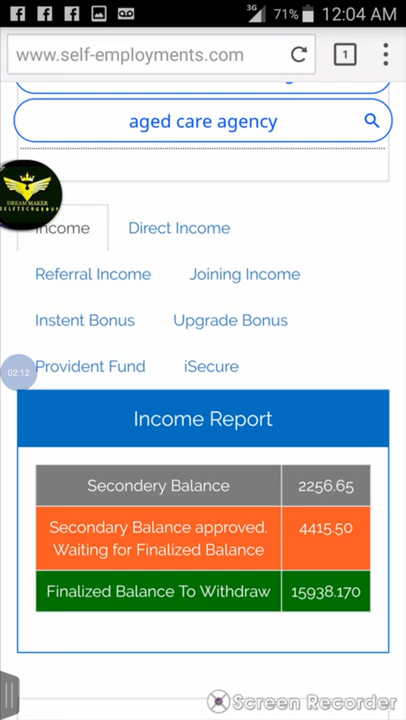 3G 71% 12:04 AM
www.self-employments.com 1
aged care agency
DREAM MAKER
SELFTECHGROUP
Income Direct Income
Referral Income Joining Income
Instent Bonus Upgrade Bonus
02:12 Provident Fund iSecure
Income Report
Secondery Balance 2256.65
Secondary Balance approved. 4415.50
Waiting for Finalized Balance
Finalized Balance To Withdraw 15938.170
Screen Recorder